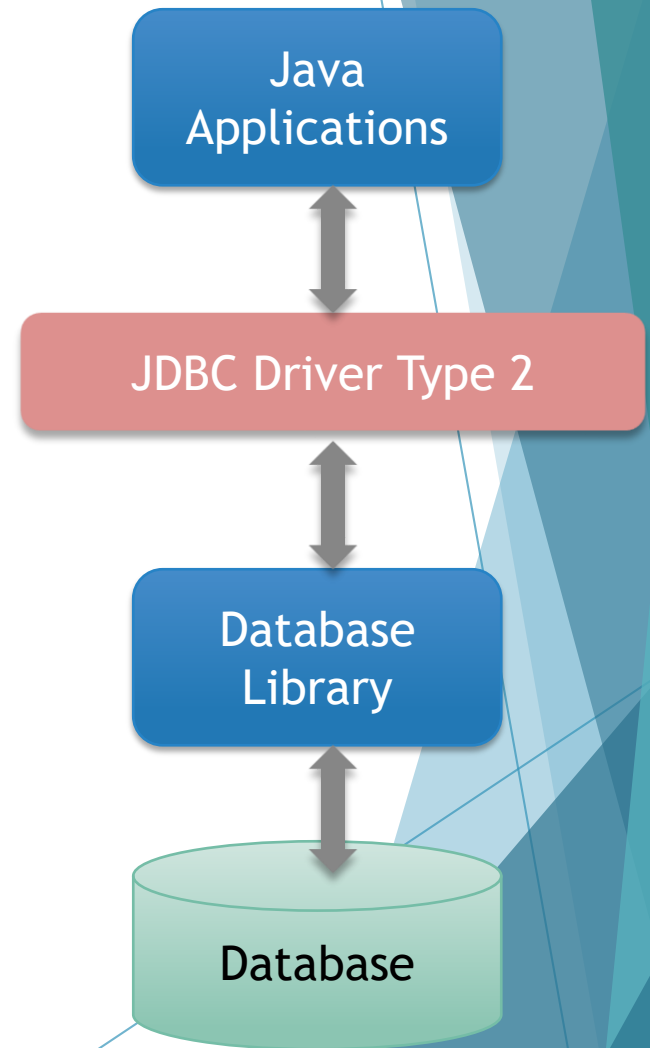 Java
Applications
JDBC Driver Type 2
Database
Library
Database